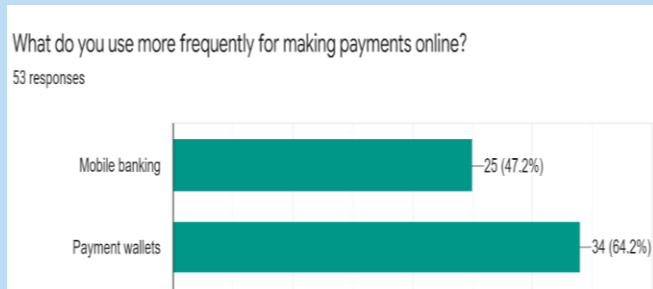 What do you use more frequently for making payments online?
53 responses
Mobile banking
25 (47.2%)
Payment wallets
34 (64.2%)